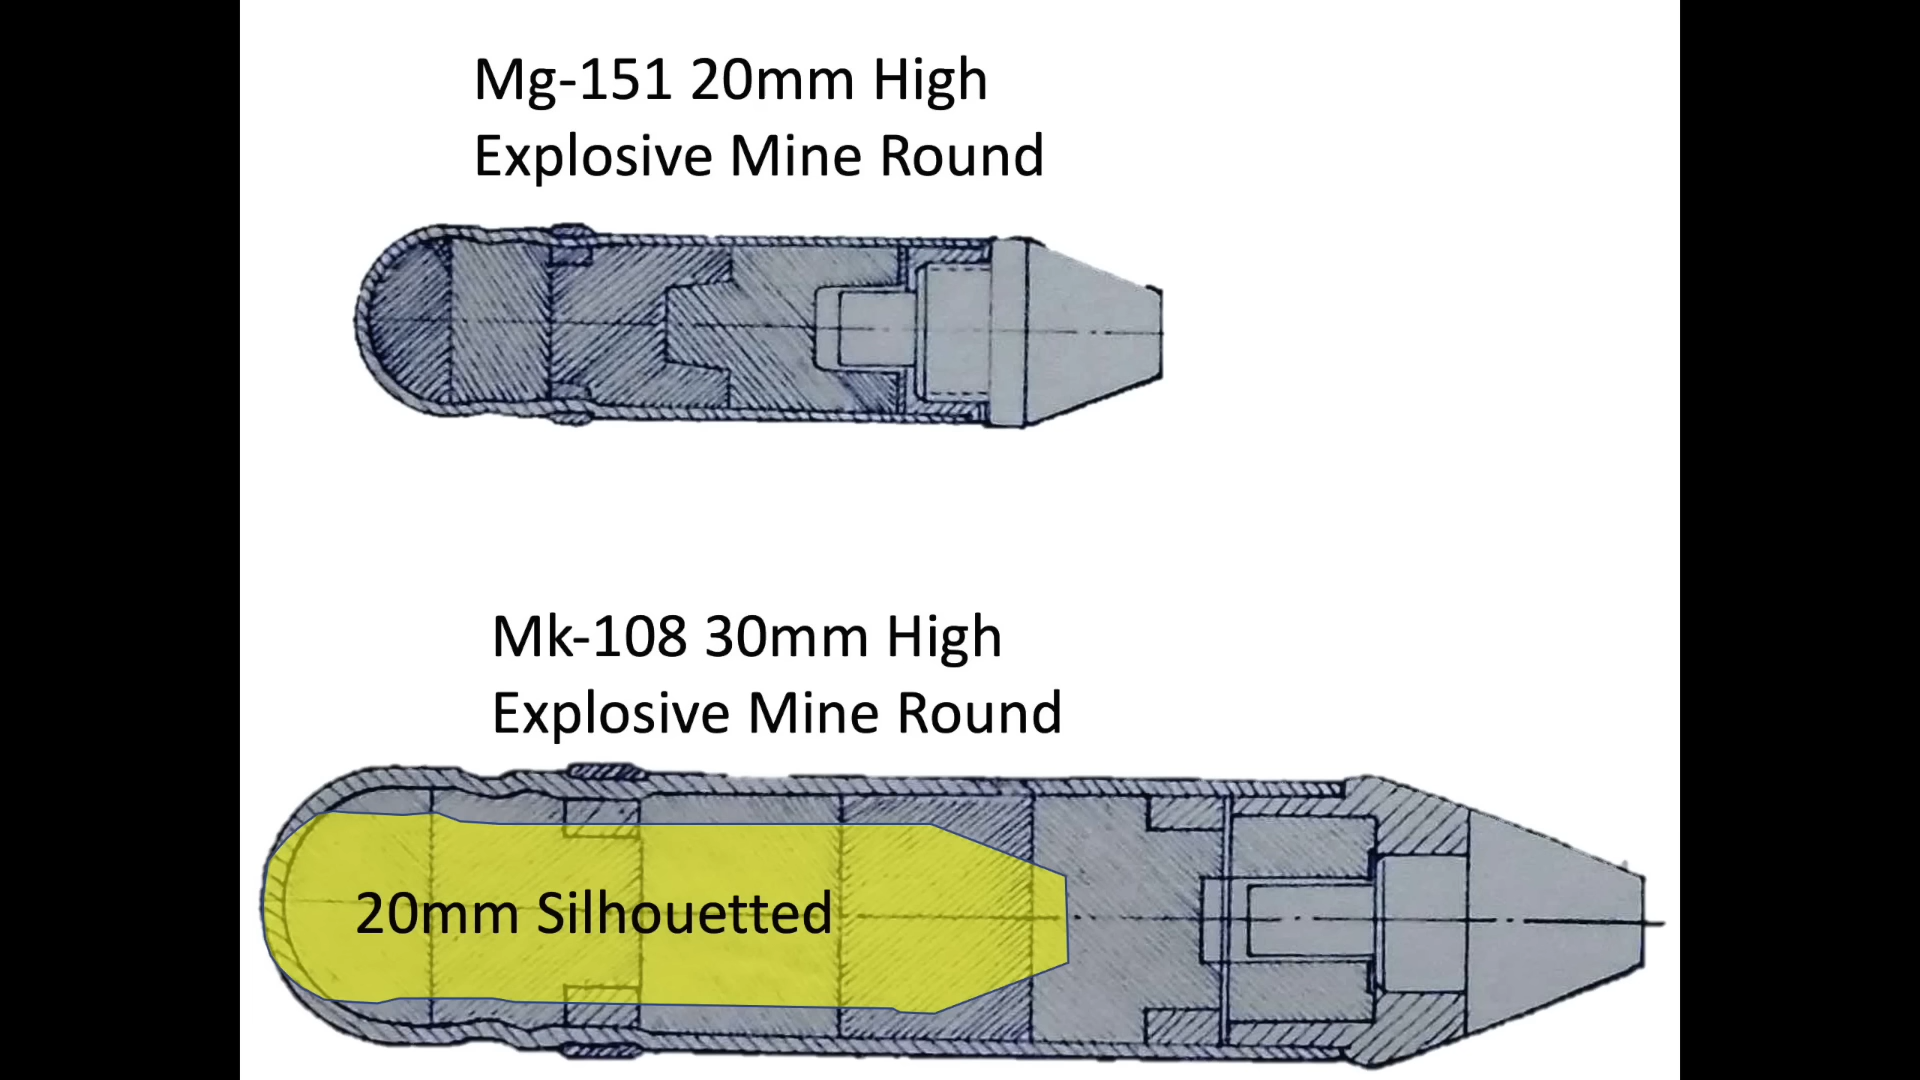 Mg-151 20mm High
Explosive Mine Round
Mk-108 30mm High
Explosive Mine Round
20mm Silhouetted